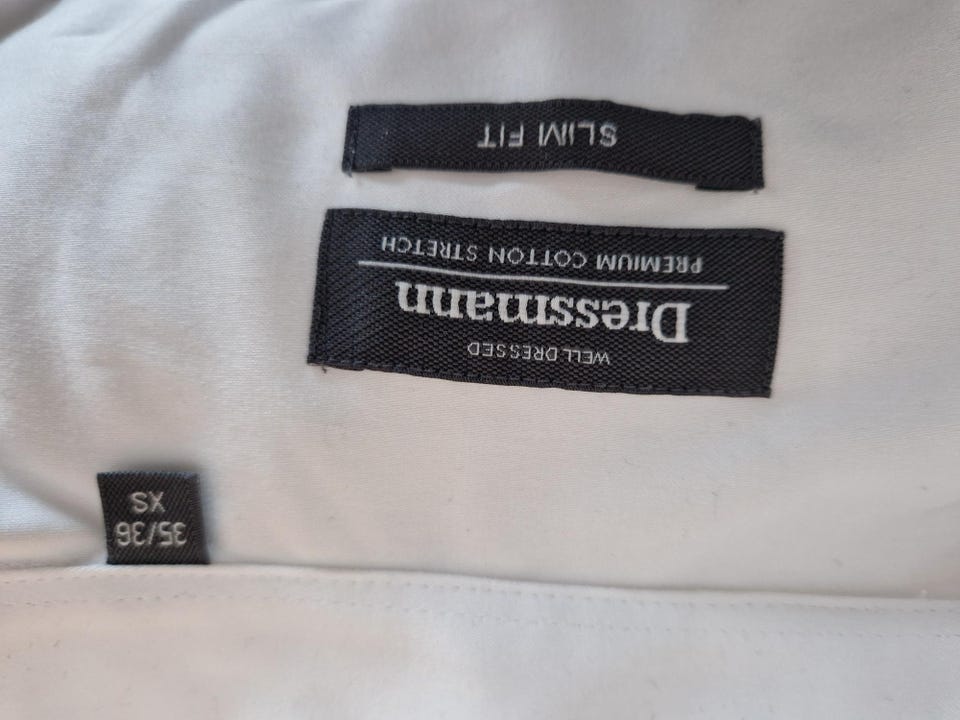 WELL DRESSED
Dressmann
PREMIUM COTTON STRETCH
SLIM FIT
35/36
XS